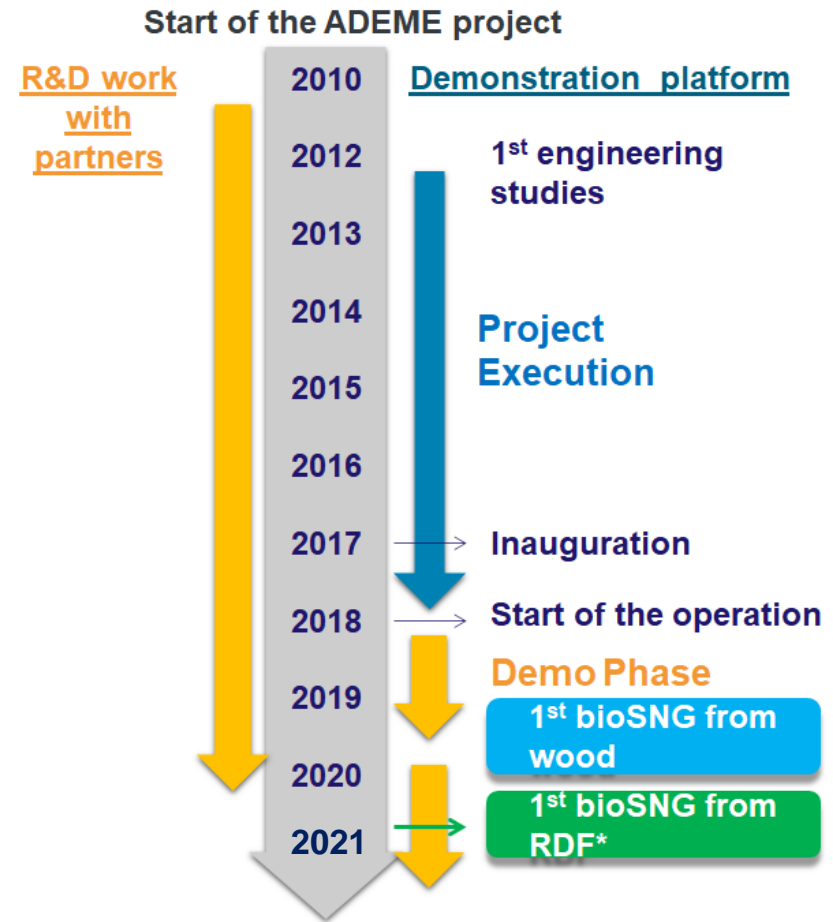 Start of the ADEME project
R&D work
with
partners
2010
Demonstration platform
2012
1st engineering
studies
2013
2014
Project
Execution
2015
2016
2017
Inauguration
2018
Start of the operation
Demo Phase
2019
1st bioSNG from
wood
2020
1st bioSNG from
RDF*
2021